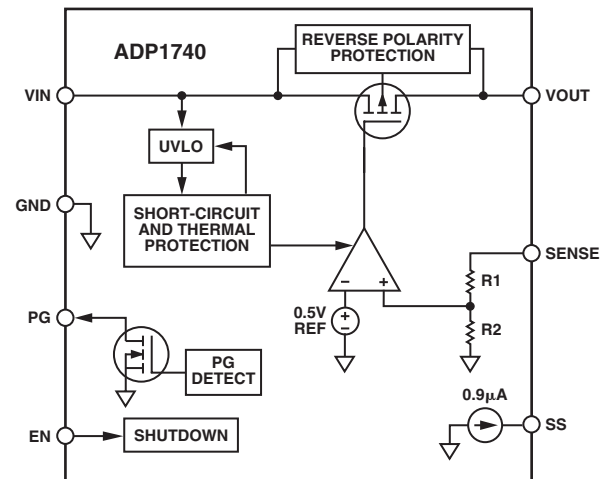 ADP1740
REVERSE POLARITY
PROTECTION
VIN
VOUT
UVLO
GND
SHORT-CIRCUIT
AND THERMAL
PROTECTION
SENSE
R1
– +
PG
0.5V
REF
+
–
R2
PG
DETECT
0.9µA
EN
SHUTDOWN
SS